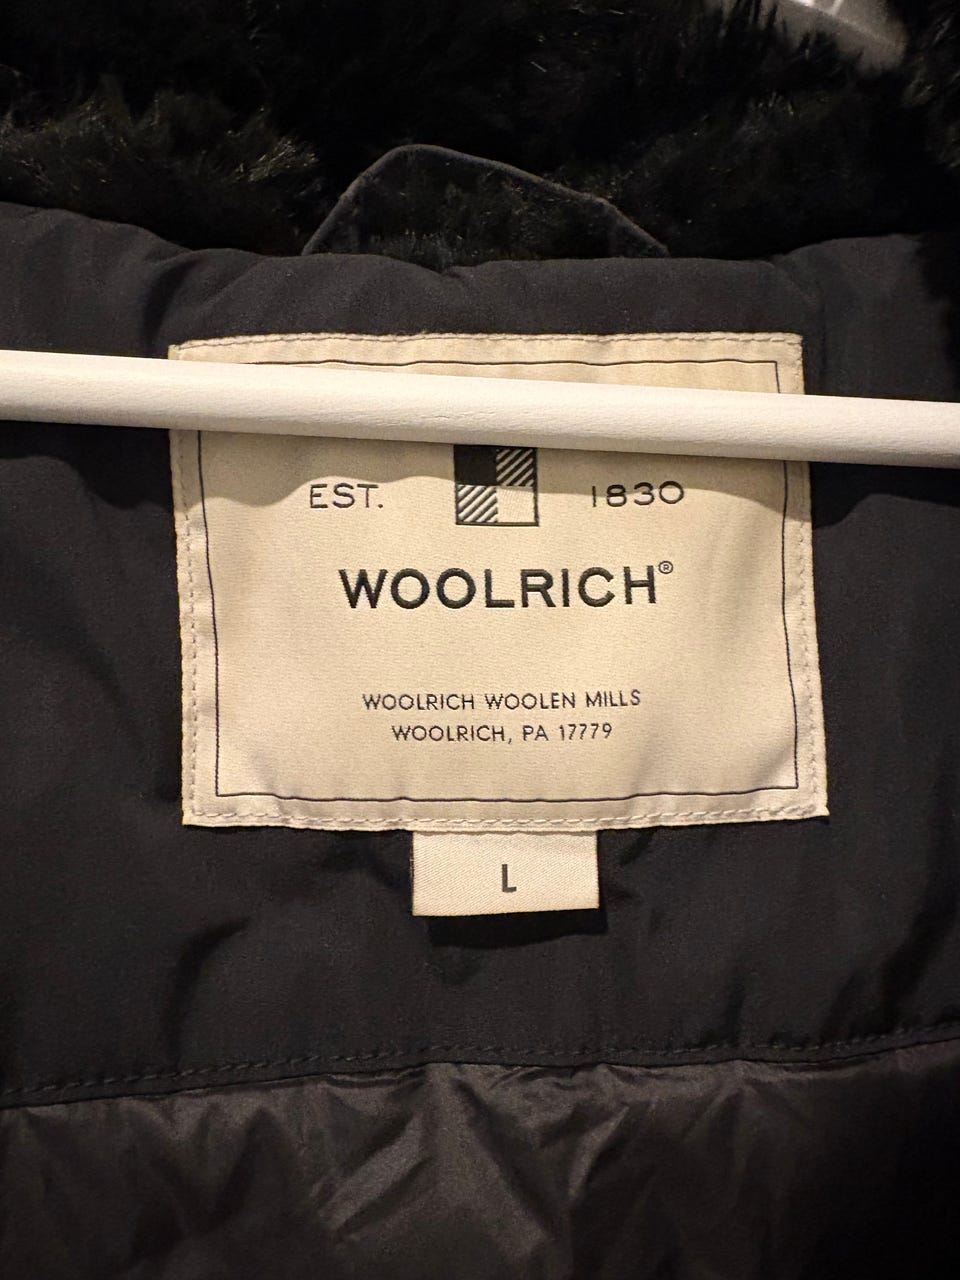 EST. 1830
WOOLRICH®
WOOLRICH WOOLEN MILLS
WOOLRICH, PA 17779
L